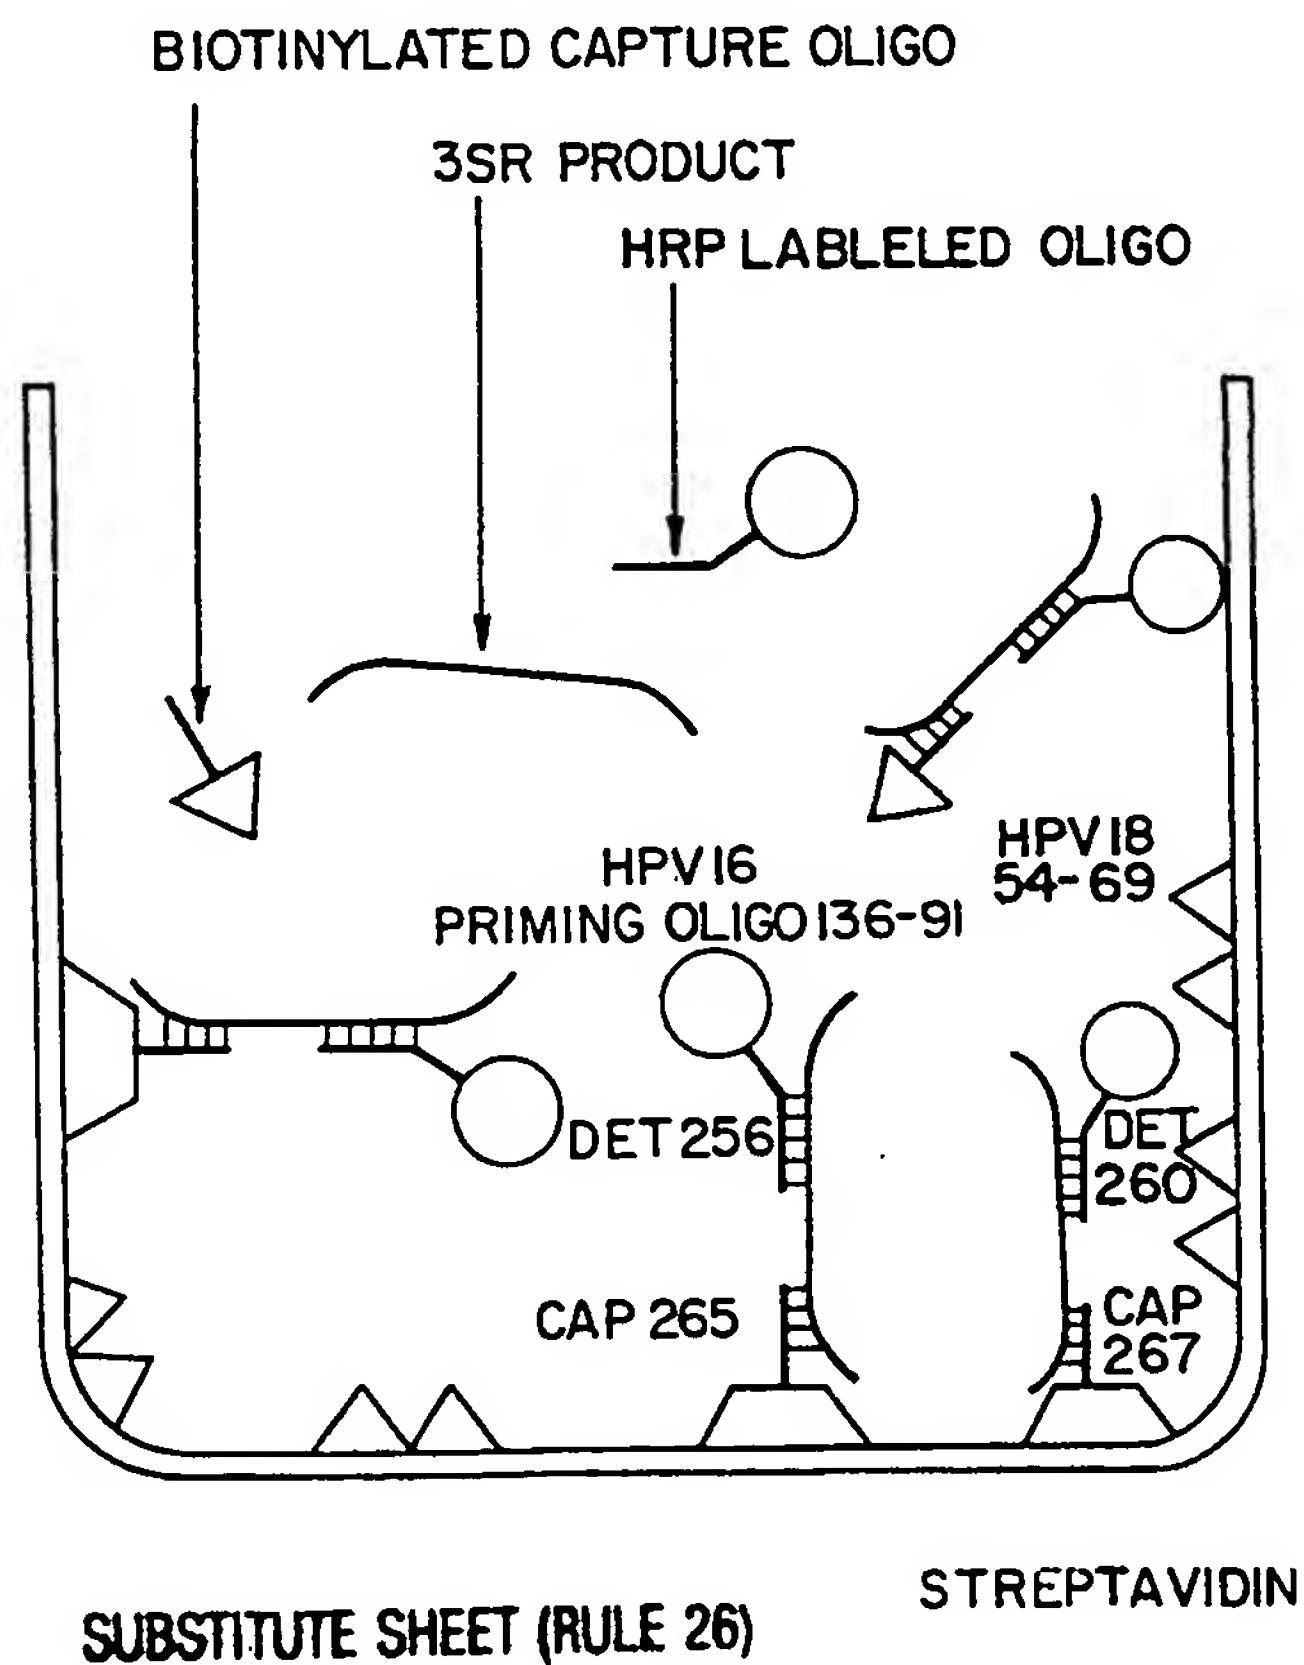 BIOTINYLATED CAPTURE OLIGO
3SR PRODUCT
HRP LABLELED OLIGO
HPV18
54-69
HPV16
PRIMING OLIGO 136-91
DET 256
DET
260
CAP 265
CAP
267
STREPTAVIDIN
SUBSTITUTE SHEET (RULE 26)